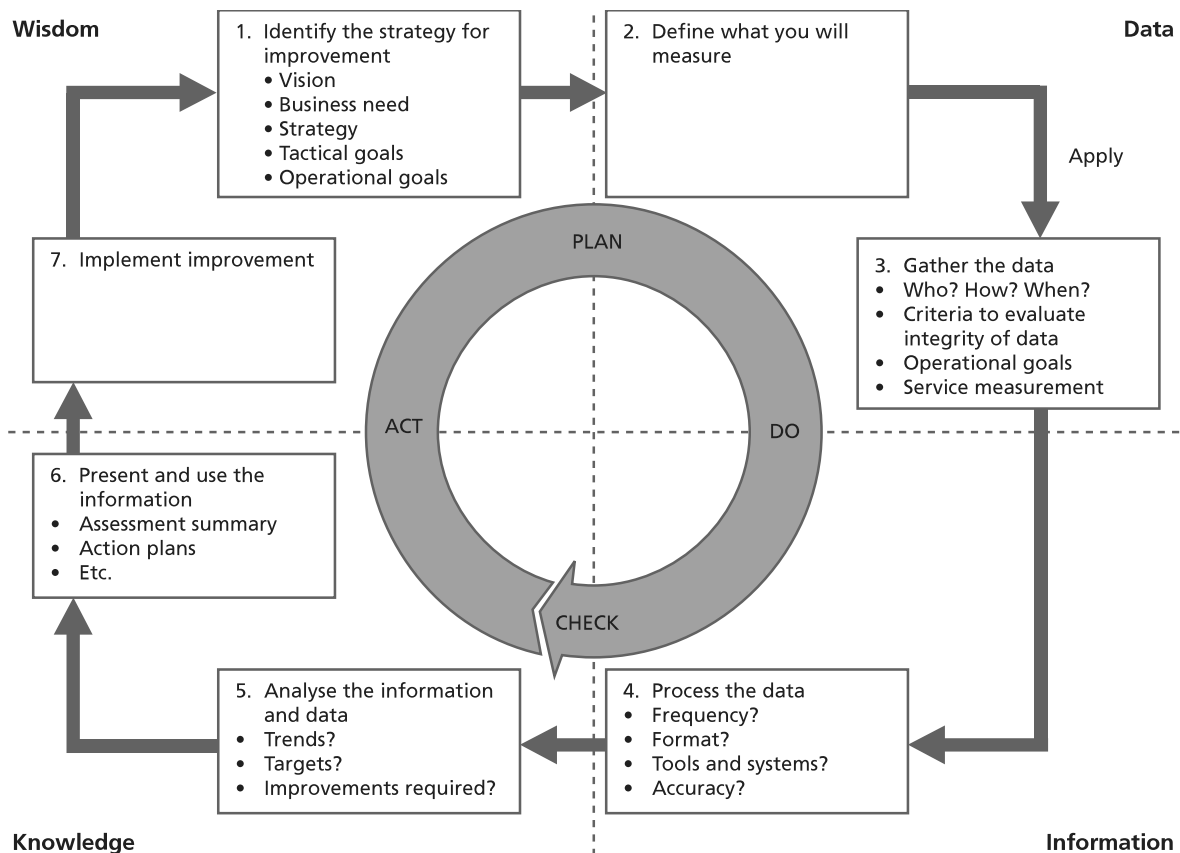 Wisdom
Data
1. Identify the strategy for
improvement
• Vision
• Business need
• Strategy
• Tactical goals
• Operational goals
2. Define what you will
measure
Apply
3. Gather the data
• Who? How? When?
• Criteria to evaluate
integrity of data
• Operational goals
• Service measurement
4. Process the data
• Frequency?
• Format?
• Tools and systems?
• Accuracy?
5. Analyse the information
and data
• Trends?
• Targets?
• Improvements required?
6. Present and use the
information
• Assessment summary
• Action plans
• Etc.
7. Implement improvement
PLAN
DO
CHECK
ACT
Knowledge
Information